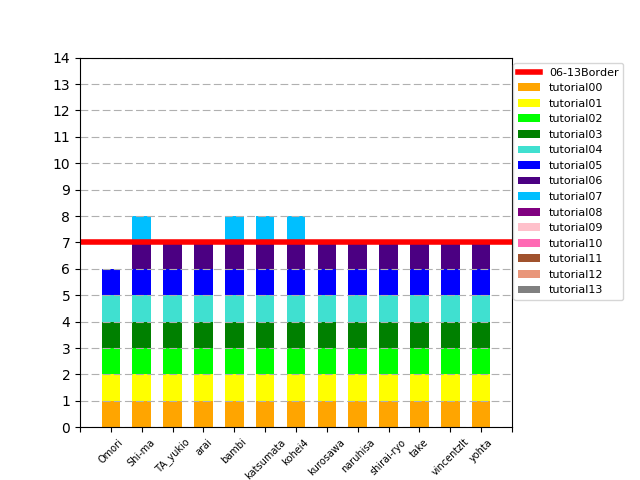 14
13
12
11
10
9
8
7
6
5
4
3
2
1
0
Omori
Shi-ma
TA_yukio
arai
bambi
katsumata
kohei4
kurosawa
naruhisa
shirai-ryo
take
vincentzlt
yohta
06-13Border
tutorial00
tutorial01
tutorial02
tutorial03
tutorial04
tutorial05
tutorial06
tutorial07
tutorial08
tutorial09
tutorial10
tutorial11
tutorial12
tutorial13